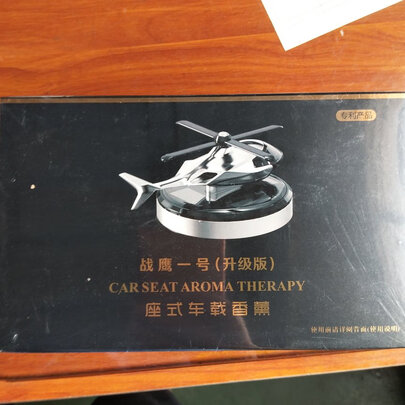 专利产品
战鹰一号(升级版)
CAR SEAT AROMA THERAPY
座式车载香薰
使用前请详阅背面(使用说明)